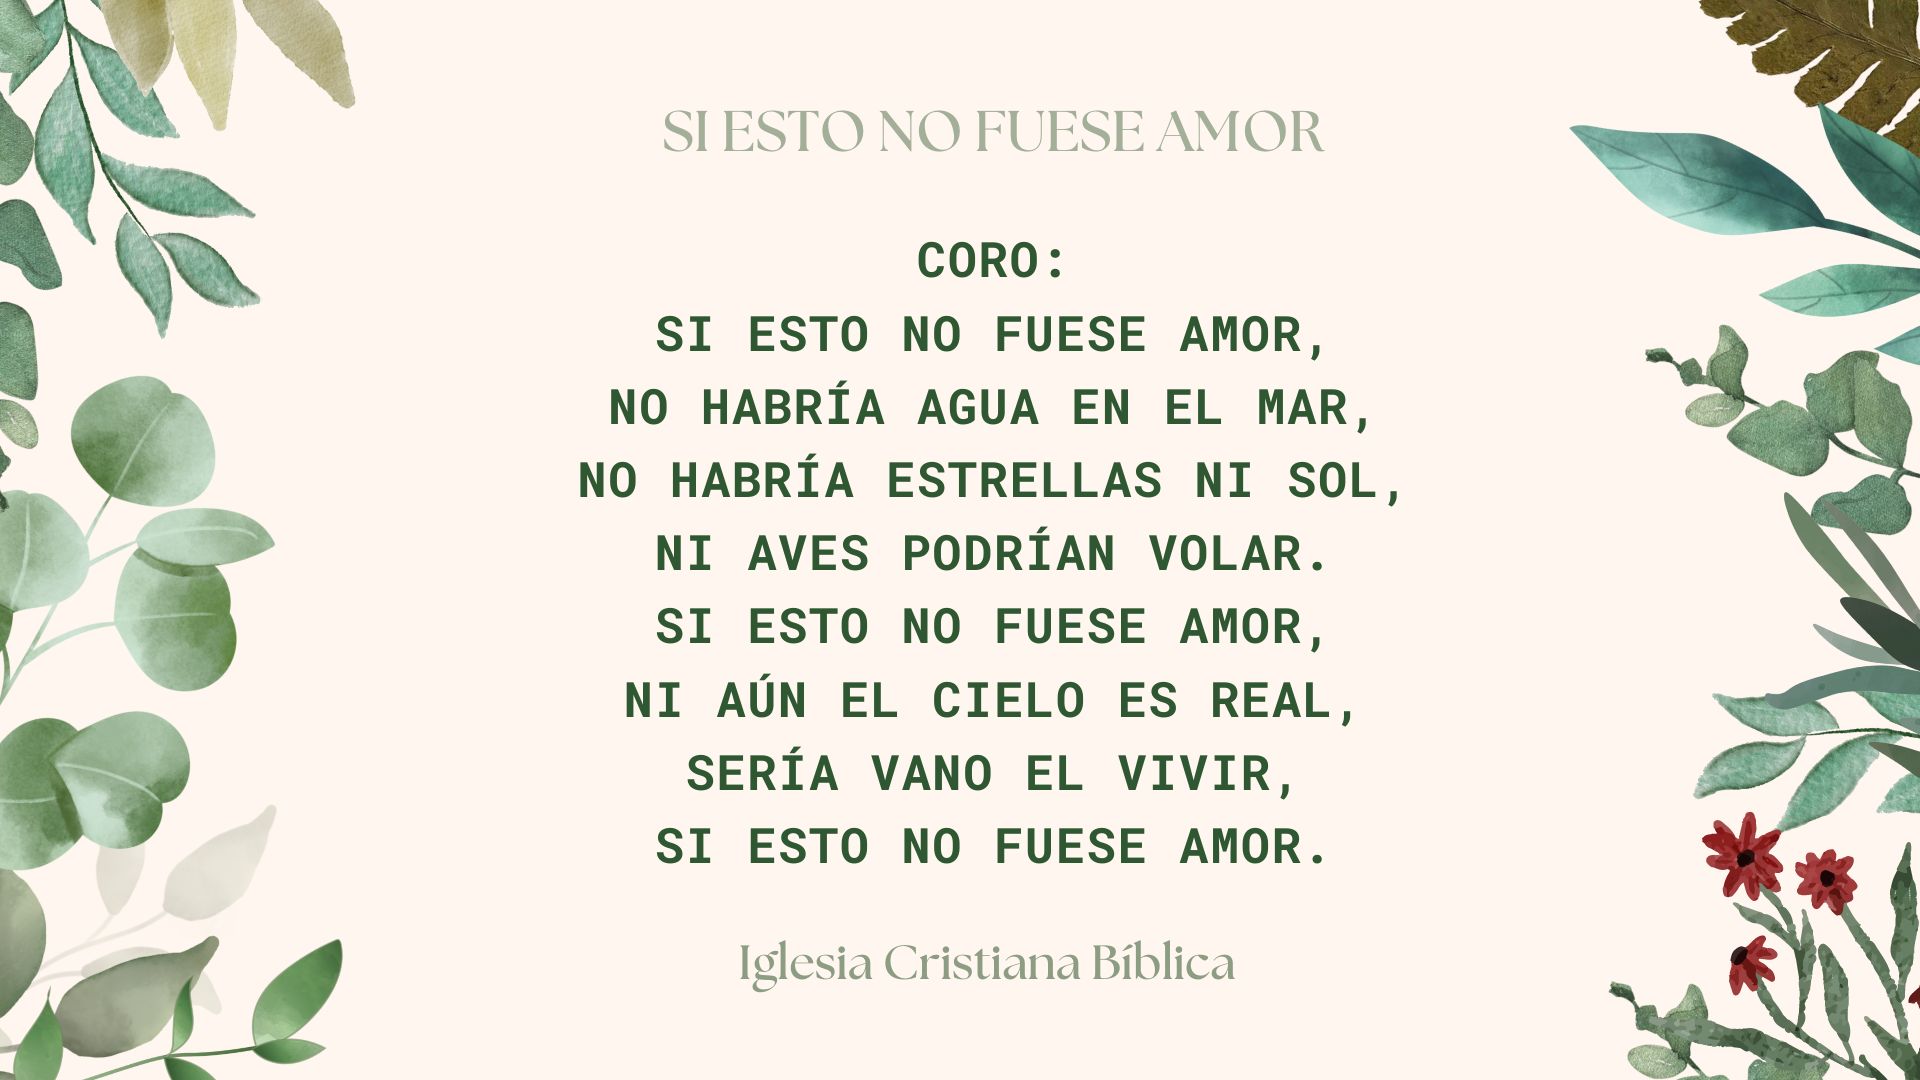 SI ESTO NO FUESE AMOR
CORO:
SI ESTO NO FUESE AMOR,
NO HABRÍA AGUA EN EL MAR,
NO HABRÍA ESTRELLAS NI SOL,
NI AVES PODRÍAN VOLAR.
SI ESTO NO FUESE AMOR,
NI AÚN EL CIELO ES REAL,
SERÍA VANO EL VIVIR,
SI ESTO NO FUESE AMOR.
Iglesia Cristiana Bíblica